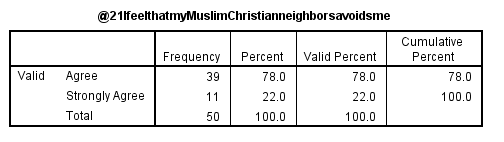 @21IfeelthatmyMuslimChristianneighborsavoidsme
Frequency Percent Valid Percent Cumulative Percent
Valid Agree 39 78.0 78.0 78.0
Strongly Agree 11 22.0 22.0 100.0
Total 50 100.0 100.0